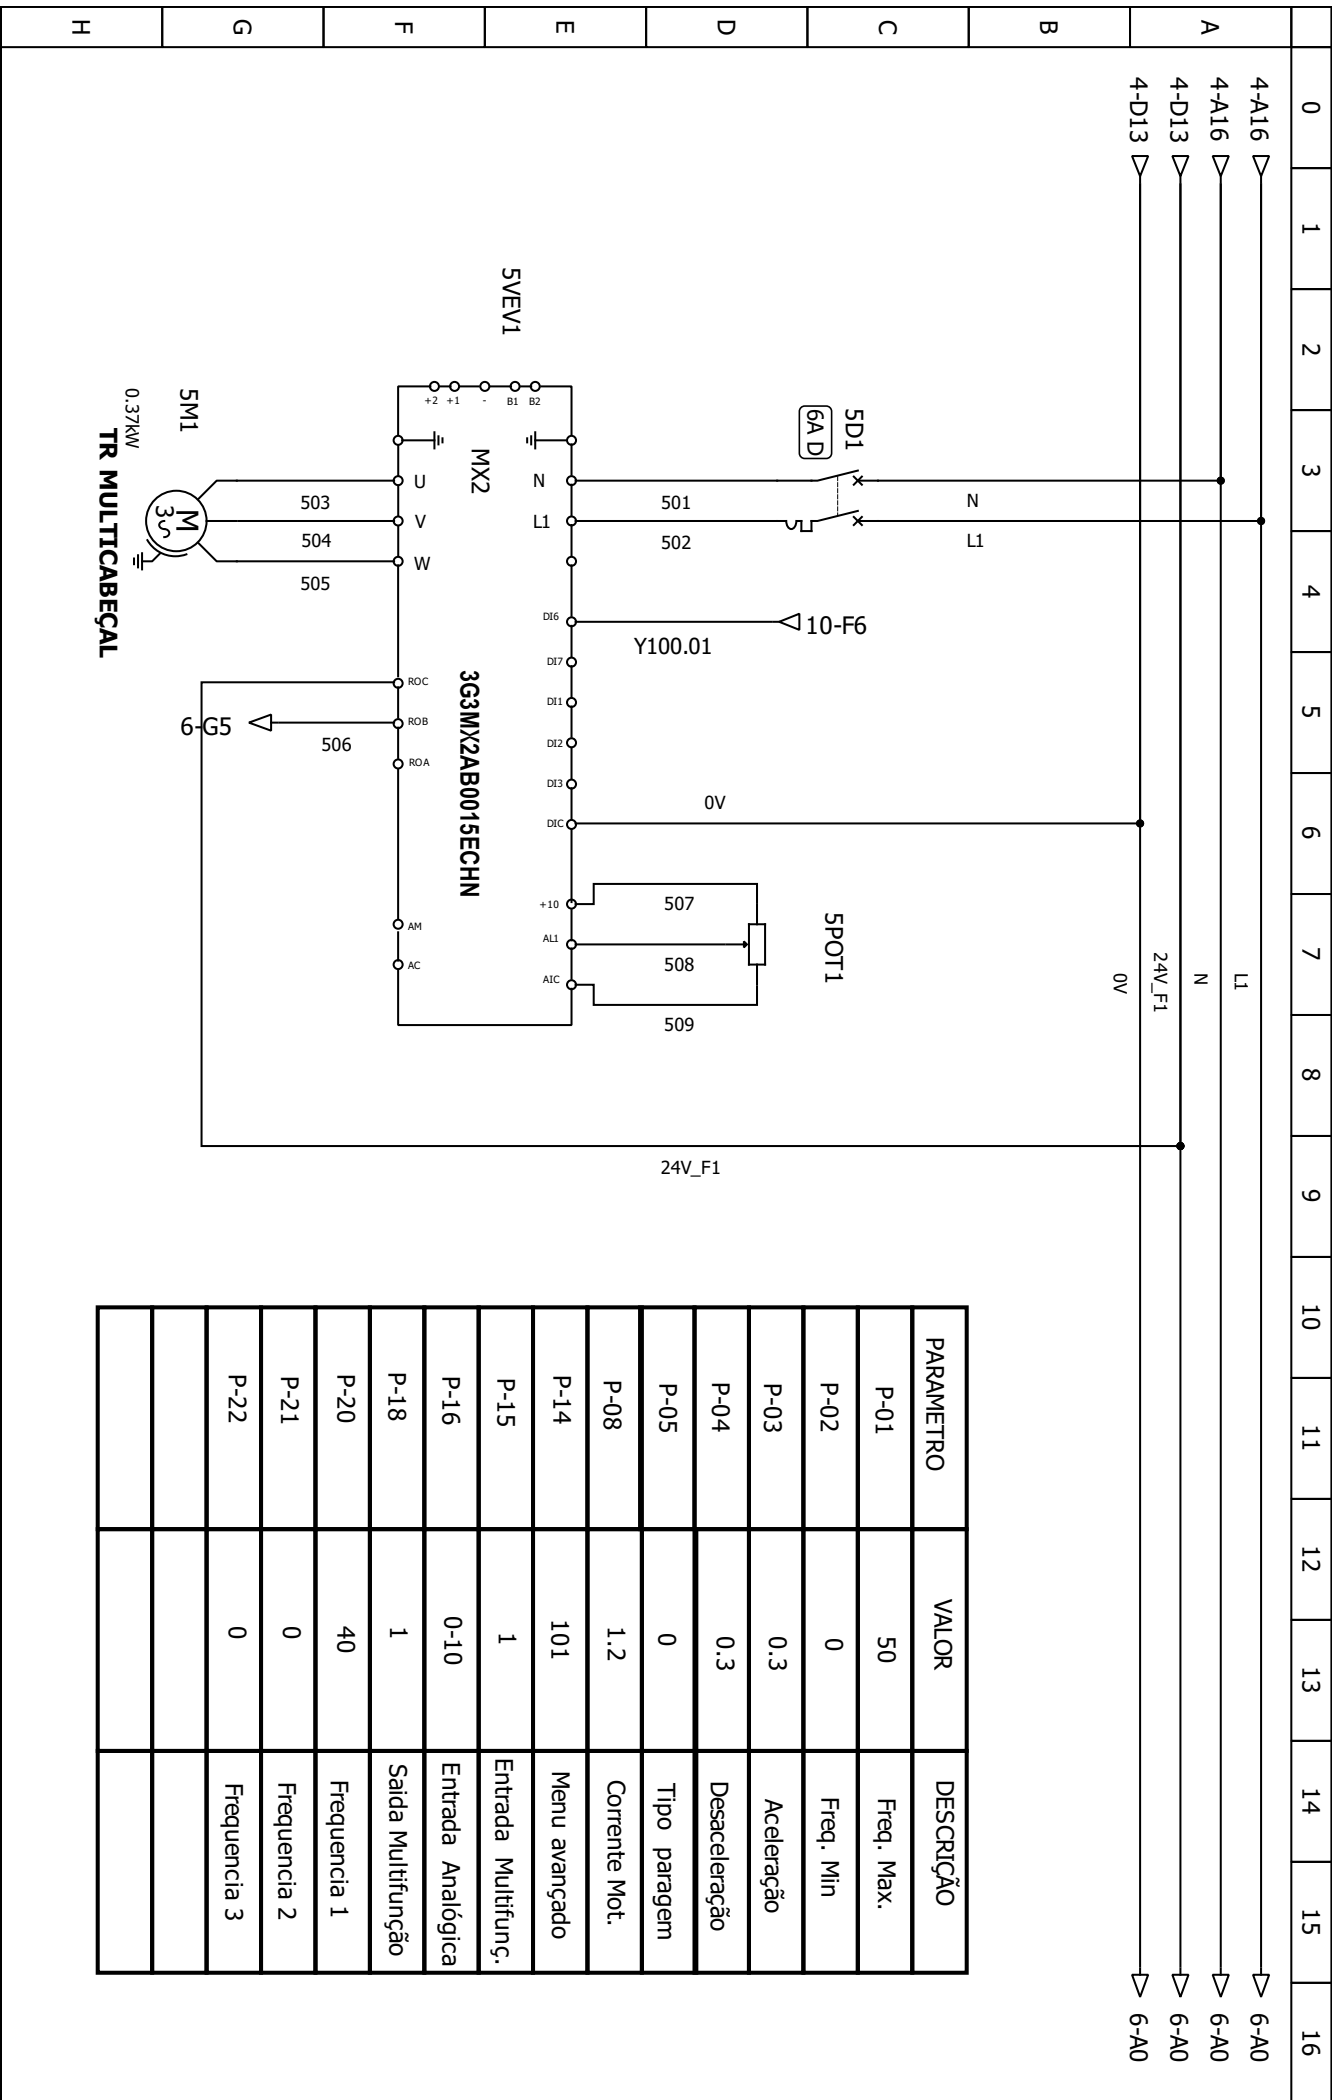 0 1 2 3 4 5 6 7 8 9 10 11 12 13 14 15 16
A
B
C
D
E
F
G
H
4-A16
4-A16
4-D13
4-D13
L1
N
24V_F1
0V
6-A0
6-A0
6-A0
6-A0
N
L1
5D1
6A D
501
502
10-F6
Y100.01
0V
5POT1
507
508
509
24V_F1
5VEV1
B2
B1
-
+1
+2
N
L1
DI6
DI7
DI1
DI2
DI3
DIC
+10
AL1
AIC
MX2
3G3MX2AB0015ECHN
U
V
W
ROC
ROB
ROA
AM
AC
503
504
505
506
6-G5
5M1
0.37kW
M
3
TR MULTICABEÇAL
PARAMETRO VALOR DESCRIÇÃO
P-01 50 Freq. Max.
P-02 0 Freq. Min
P-03 0.3 Aceleração
P-04 0.3 Desaceleração
P-05 0 Tipo paragem
P-08 1.2 Corrente Mot.
P-14 101 Menu avançado
P-15 1 Entrada Multifunç.
P-16 0-10 Entrada Analógica
P-18 1 Saida Multifunção
P-20 40 Frequencia 1
P-21 0 Frequencia 2
P-22 0 Frequencia 3